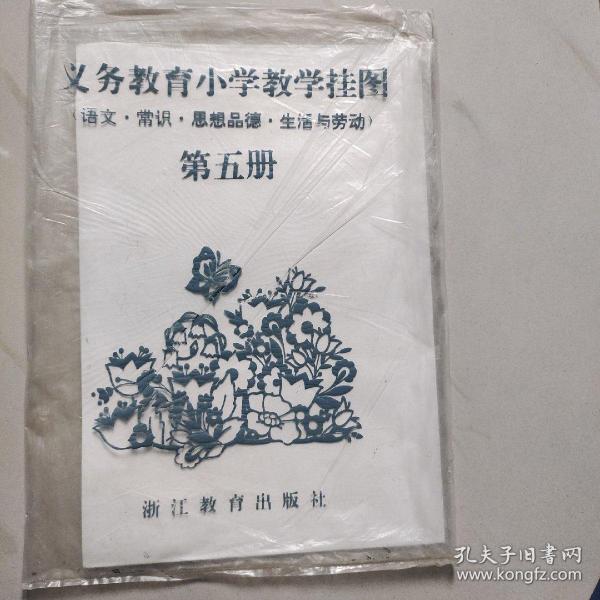 义务教育小学教学挂图
(语文·常识·思想品德·生活与劳动)
第五册
浙江教育出版社
孔夫子旧书网
www.kongfz.com